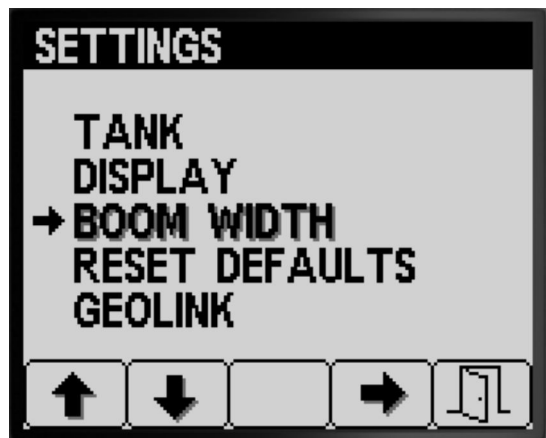 SETTINGS
TANK
DISPLAY
BOOM WIDTH
RESET DEFAULTS
GEOLINK